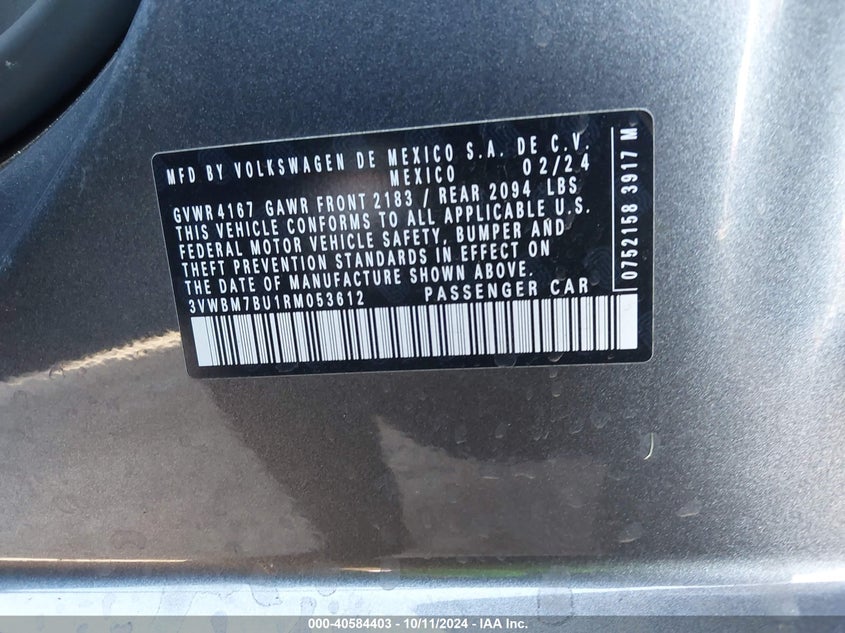 MFD BY VOLKSWAGEN DE MEXICO S.A. DE C.V.
MEXICO 02/24
GVWR 4167 GAWR FRONT 2183 / REAR 2094 LBS
THIS VEHICLE CONFORMS TO ALL APPLICABLE U.S.
FEDERAL MOTOR VEHICLE SAFETY, BUMPER AND
THEFT PREVENTION STANDARDS IN EFFECT ON
THE DATE OF MANUFACTURE SHOWN ABOVE.
3VWBM7BU1RM053612 PASSENGER CAR
0752158 3917 M
000-40584403 - 10/11/2024 - IAA Inc.